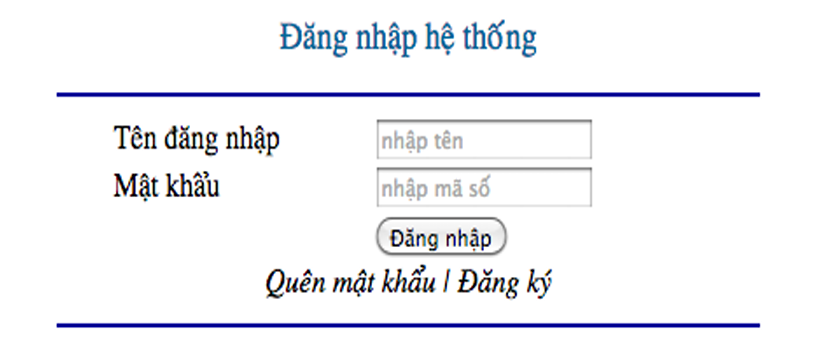 Đăng nhập hệ thống
Tên đăng nhập nhập tên
Mật khẩu nhập mã số
Đăng nhập
Quên mật khẩu | Đăng ký